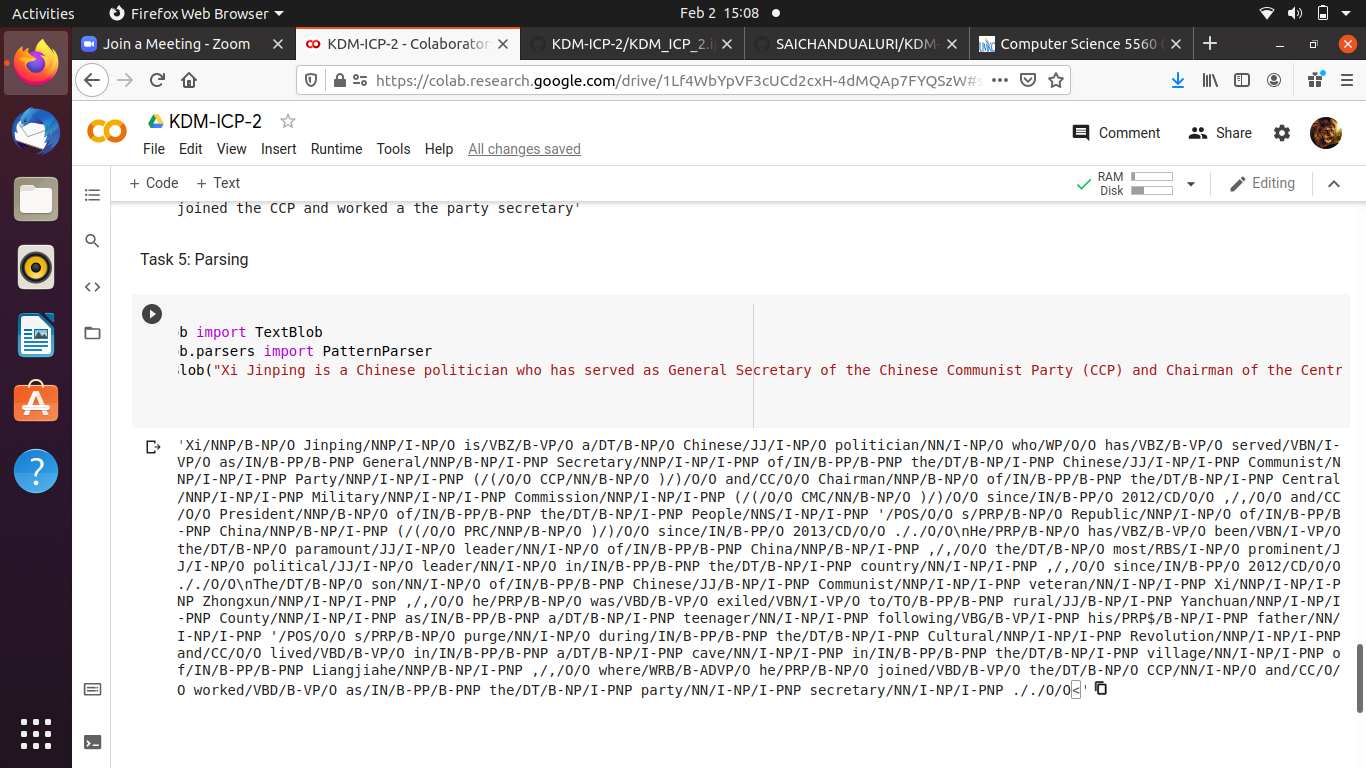 Activities
Firefox Web Browser
Feb 2 15:08
Join a Meeting - Zoom
KDM-ICP-2 - Colaborator
KDM-ICP-2/KDM_ICP_2.i
SAICHANDUALURI/KDM-
Computer Science 5560
https://colab.research.google.com/drive/1Lf4WbYpVF3cUCd2cxH-4dMQAp7FYQSzW#s
KDM-ICP-2
Comment
Share
File Edit View Insert Runtime Tools Help All changes saved
+ Code + Text
RAM
Disk
Editing
joined the CCP and worked a the party secretary'
Task 5: Parsing
b import TextBlob
b.parsers import PatternParser
lob("Xi Jinping is a Chinese politician who has served as General Secretary of the Chinese Communist Party (CCP) and Chairman of the Centr
'Xi/NNP/B-NP/O Jinping/NNP/I-NP/O is/VBZ/B-VP/O a/DT/B-NP/O Chinese/JJ/I-NP/O politician/NN/I-NP/O who/WP/O/O has/VBZ/B-VP/O served/VBN/I-
VP/O as/IN/B-PP/B-PNP General/NNP/B-NP/I-PNP Secretary/NNP/I-NP/I-PNP of/IN/B-PP/B-PNP the/DT/B-NP/I-PNP Chinese/JJ/I-NP/I-PNP Communist/N
NP/I-NP/I-PNP Party/NNP/I-NP/I-PNP (/(/O/O CCP/NN/B-NP/O )/)/O/O and/CC/O/O Chairman/NNP/B-NP/O of/IN/B-PP/B-PNP the/DT/B-NP/I-PNP Central
/NNP/I-NP/I-PNP Military/NNP/I-NP/I-PNP Commission/NNP/I-NP/I-PNP (/(/O/O CMC/NN/B-NP/O )/)/O/O since/IN/B-PP/O 2012/CD/O/O ,/,/O/O and/CC
/O/O President/NNP/B-NP/O of/IN/B-PP/B-PNP the/DT/B-NP/I-PNP People/NNS/I-NP/I-PNP '/POS/O/O s/PRP/B-NP/O Republic/NNP/I-NP/O of/IN/B-PP/B
-PNP China/NNP/B-NP/I-PNP (/(/O/O PRC/NNP/B-NP/O )/)/O/O since/IN/B-PP/O 2013/CD/O/O ././O/O\nHe/PRP/B-NP/O has/VBZ/B-VP/O been/VBN/I-VP/O
the/DT/B-NP/O paramount/JJ/I-NP/O leader/NN/I-NP/O of/IN/B-PP/B-PNP China/NNP/B-NP/I-PNP ,/,/O/O the/DT/B-NP/O most/RBS/I-NP/O prominent/J
J/I-NP/O political/JJ/I-NP/O leader/NN/I-NP/O in/IN/B-PP/B-PNP the/DT/B-NP/I-PNP country/NN/I-NP/I-PNP ,/,/O/O since/IN/B-PP/O 2012/CD/O/O
././O/O\nThe/DT/B-NP/O son/NN/I-NP/O of/IN/B-PP/B-PNP Chinese/JJ/B-NP/I-PNP Communist/NNP/I-NP/I-PNP veteran/NN/I-NP/I-PNP Xi/NNP/I-NP/I-P
NP Zhongxun/NNP/I-NP/I-PNP ,/,/O/O he/PRP/B-NP/O was/VBD/B-VP/O exiled/VBN/I-VP/O to/TO/B-PP/B-PNP rural/JJ/B-NP/I-PNP Yanchuan/NNP/I-NP/I
-PNP County/NNP/I-NP/I-PNP as/IN/B-PP/B-PNP a/DT/B-NP/I-PNP teenager/NN/I-NP/I-PNP following/VBG/B-VP/I-PNP his/PRP$/B-NP/I-PNP father/NN/
I-NP/I-PNP '/POS/O/O s/PRP/B-NP/O purge/NN/I-NP/O during/IN/B-PP/B-PNP the/DT/B-NP/I-PNP Cultural/NNP/I-NP/I-PNP Revolution/NNP/I-NP/I-PNP
and/CC/O/O lived/VBD/B-VP/O in/IN/B-PP/B-PNP a/DT/B-NP/I-PNP cave/NN/I-NP/I-PNP in/IN/B-PP/B-PNP the/DT/B-NP/I-PNP village/NN/I-NP/I-PNP o
f/IN/B-PP/B-PNP Liangjiahe/NNP/B-NP/I-PNP ,/,/O/O where/WRB/B-ADVP/O he/PRP/B-NP/O joined/VBD/B-VP/O the/DT/B-NP/O CCP/NN/I-NP/O and/CC/O/
O worked/VBD/B-VP/O as/IN/B-PP/B-PNP the/DT/B-NP/I-PNP party/NN/I-NP/I-PNP secretary/NN/I-NP/I-PNP ././O/O<'